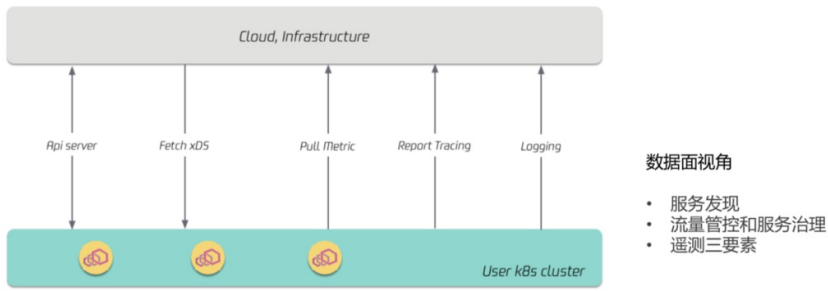 Cloud, Infrastructure
Api server
Fetch xDS
Pull Metric
Report Tracing
Logging
User k8s cluster
数据面视角
• 服务发现
• 流量管控和服务治理
• 遥测三要素